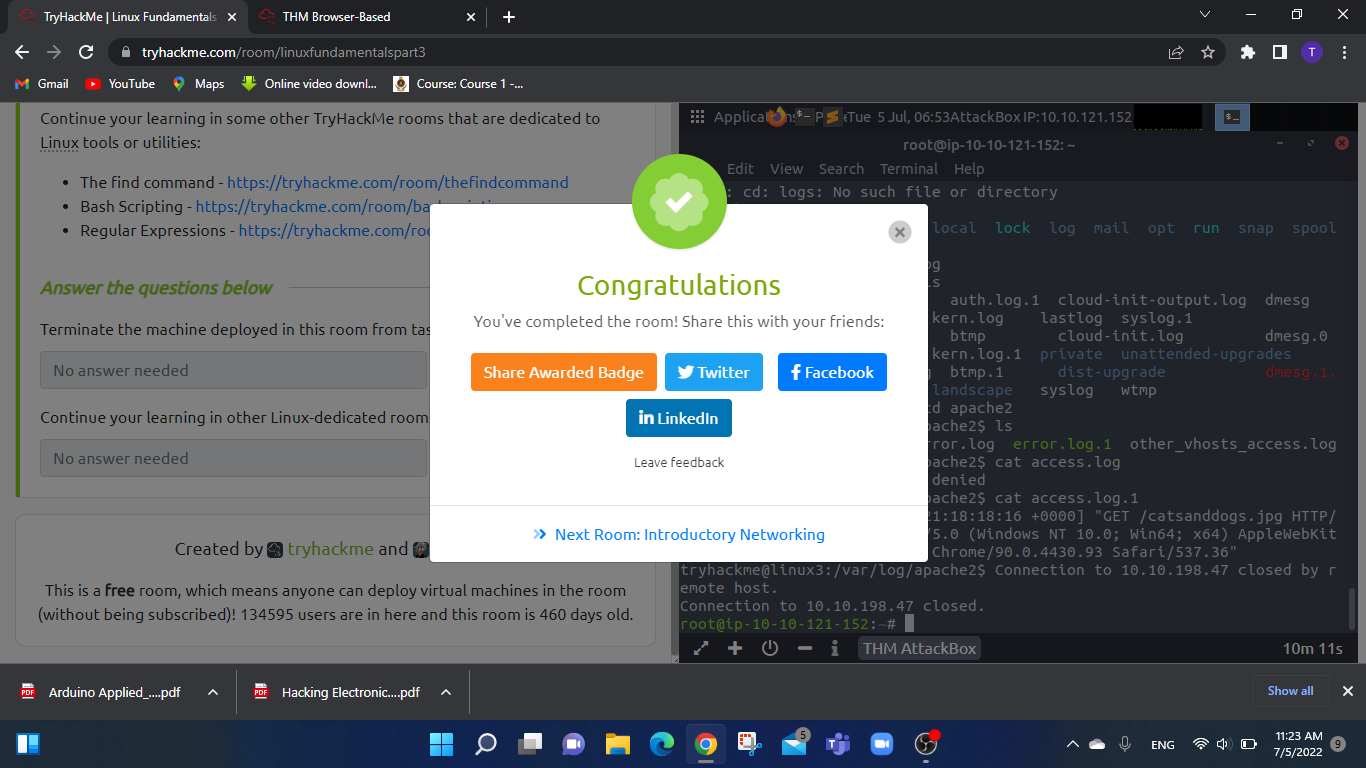 TryHackMe | Linux Fundamentals
THM Browser-Based
tryhackme.com/room/linuxfundamentalspart3
T
Gmail
YouTube
Maps
Online video downl...
Course: Course 1 -...
Continue your learning in some other TryHackMe rooms that are dedicated to
Linux tools or utilities:
The find command - https://tryhackme.com/room/thefindcommand
Bash Scripting - https://tryhackme.com/room/
Regular Expressions - https://tryhackme.com/
Answer the questions below
Terminate the machine deployed in this room from
No answer needed
Continue your learning in other Linux-dedicated room
No answer needed
Created by tryhackme and
This is a free room, which means anyone can deploy virtual machines in the room
(without being subscribed)! 134595 users are in here and this room is 460 days old.
Congratulations
You've completed the room! Share this with your friends:
Share Awarded Badge
Twitter
Facebook
LinkedIn
Leave feedback
Next Room: Introductory Networking
Tue 5 Jul, 06:53 AttackBox IP:10.10.121.152
root@ip-10-10-121-152: ~
Edit View Search Terminal Help
: cd: logs: No such file or directory
local lock log mail opt run snap spool
og
ls
auth.log.1 cloud-init-output.log dmesg
kern.log lastlog syslog.1
btmp cloud-init.log dmesg.0
kern.log.1 private unattended-upgrades
btmp.1 dist-upgrade dmesg.1.
landscape syslog wtmp
cd apache2
pache2$ ls
rror.log error.log.1 other_vhosts_access.log
pache2$ cat access.log
denied
pache2$ cat access.log.1
21:18:18:16 +0000] "GET /catsanddogs.jpg HTTP/
/5.0 (Windows NT 10.0; Win64; x64) AppleWebKit
Chrome/90.0.4430.93 Safari/537.36"
tryhackme@linux3:/var/log/apache2$ Connection to 10.10.198.47 closed by r
emote host.
Connection to 10.10.198.47 closed.
root@ip-10-10-121-152:~#
THM AttackBox
10m 11s
Arduino Applied_....pdf
Hacking Electronic....pdf
Show all
5
ENG
11:23 AM
7/5/2022
9